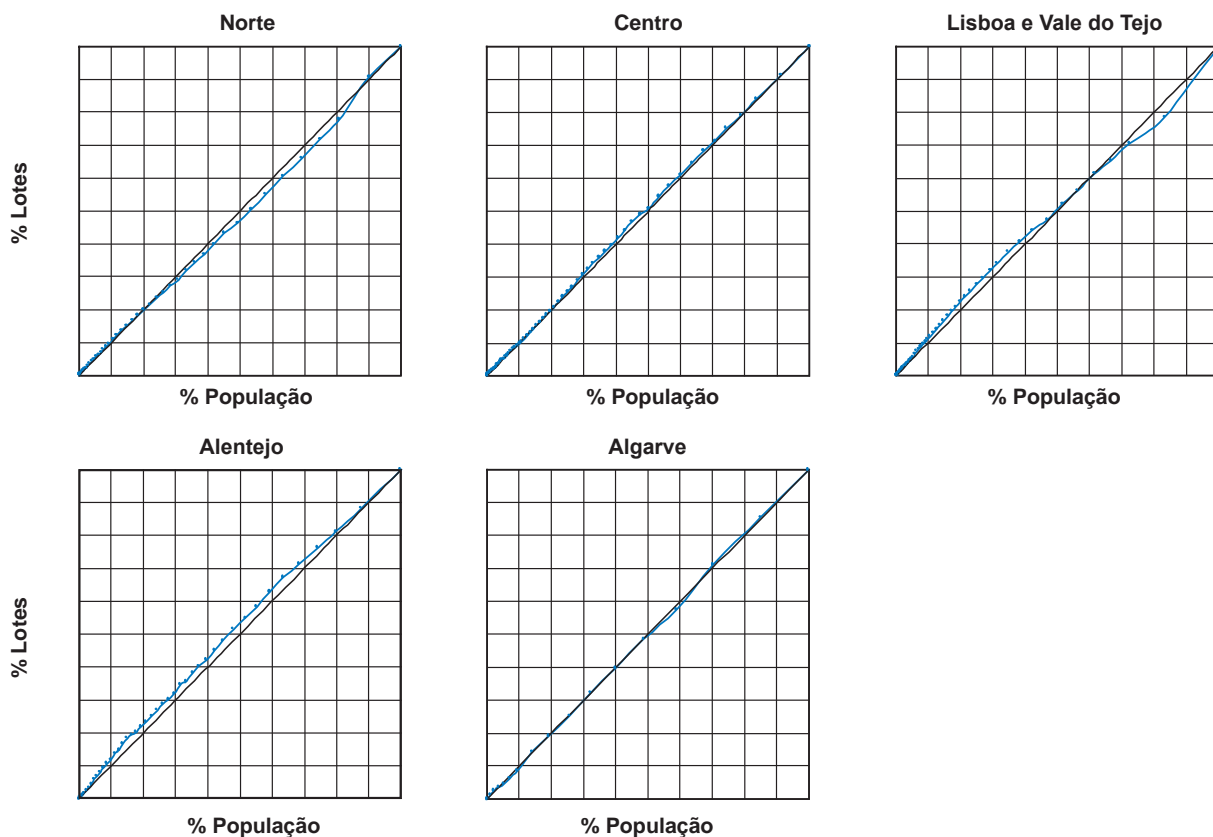 Norte
Centro
Lisboa e Vale do Tejo
% Lotes
% População
% População
% População
Alentejo
Algarve
% Lotes
% População
% População